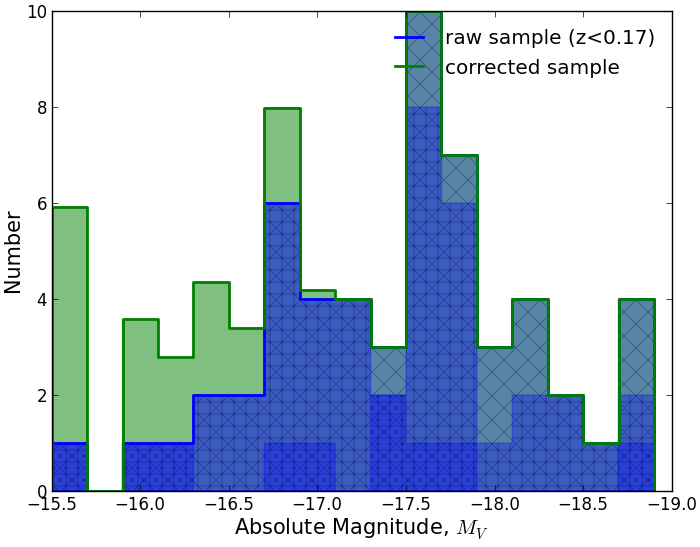 10
8
6
4
2
0
Number
raw sample (z<0.17)
corrected sample
−15.5 −16.0 −16.5 −17.0 −17.5 −18.0 −18.5 −19.0
Absolute Magnitude, M_V